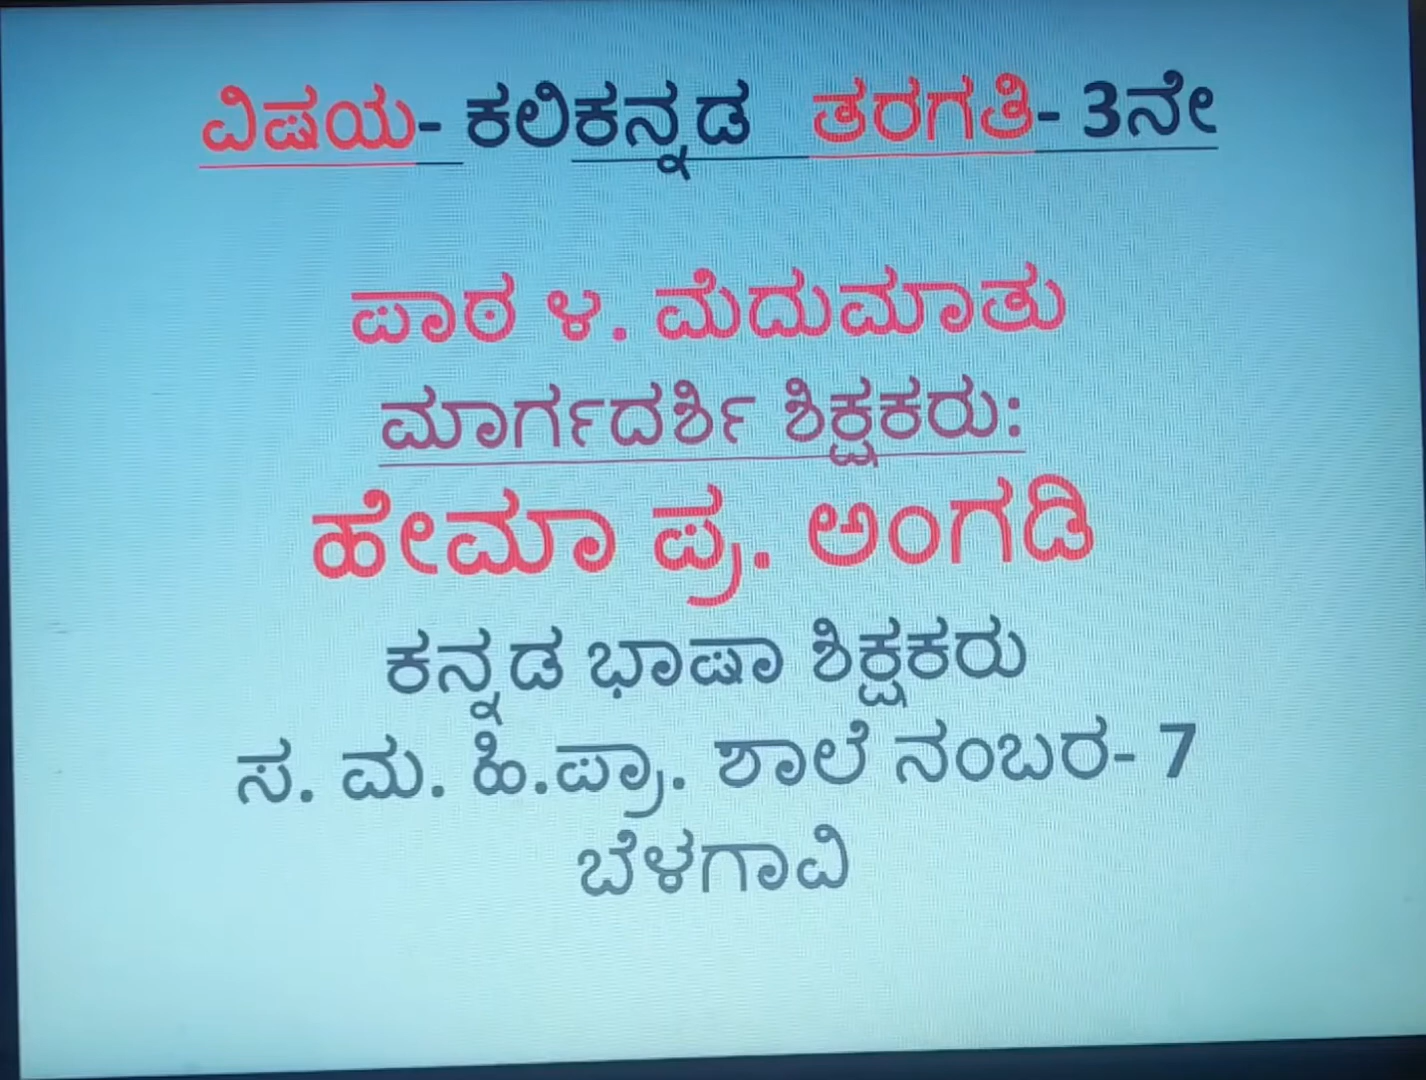 ವಿಷಯ- ಕಲಿಕನ್ನಡ ತರಗತಿ- 3ನೇ
ಪಾಠ ೪. ಮೆದುಮಾತು
ಮಾರ್ಗದರ್ಶಿ ಶಿಕ್ಷಕರು:
ಹೇಮಾ ಪ್ರ. ಅಂಗಡಿ
ಕನ್ನಡ ಭಾಷಾ ಶಿಕ್ಷಕರು
ಸ. ಮ. ಹಿ.ಪ್ರಾ. ಶಾಲೆ ನಂಬರ- 7
ಬೆಳಗಾವಿ